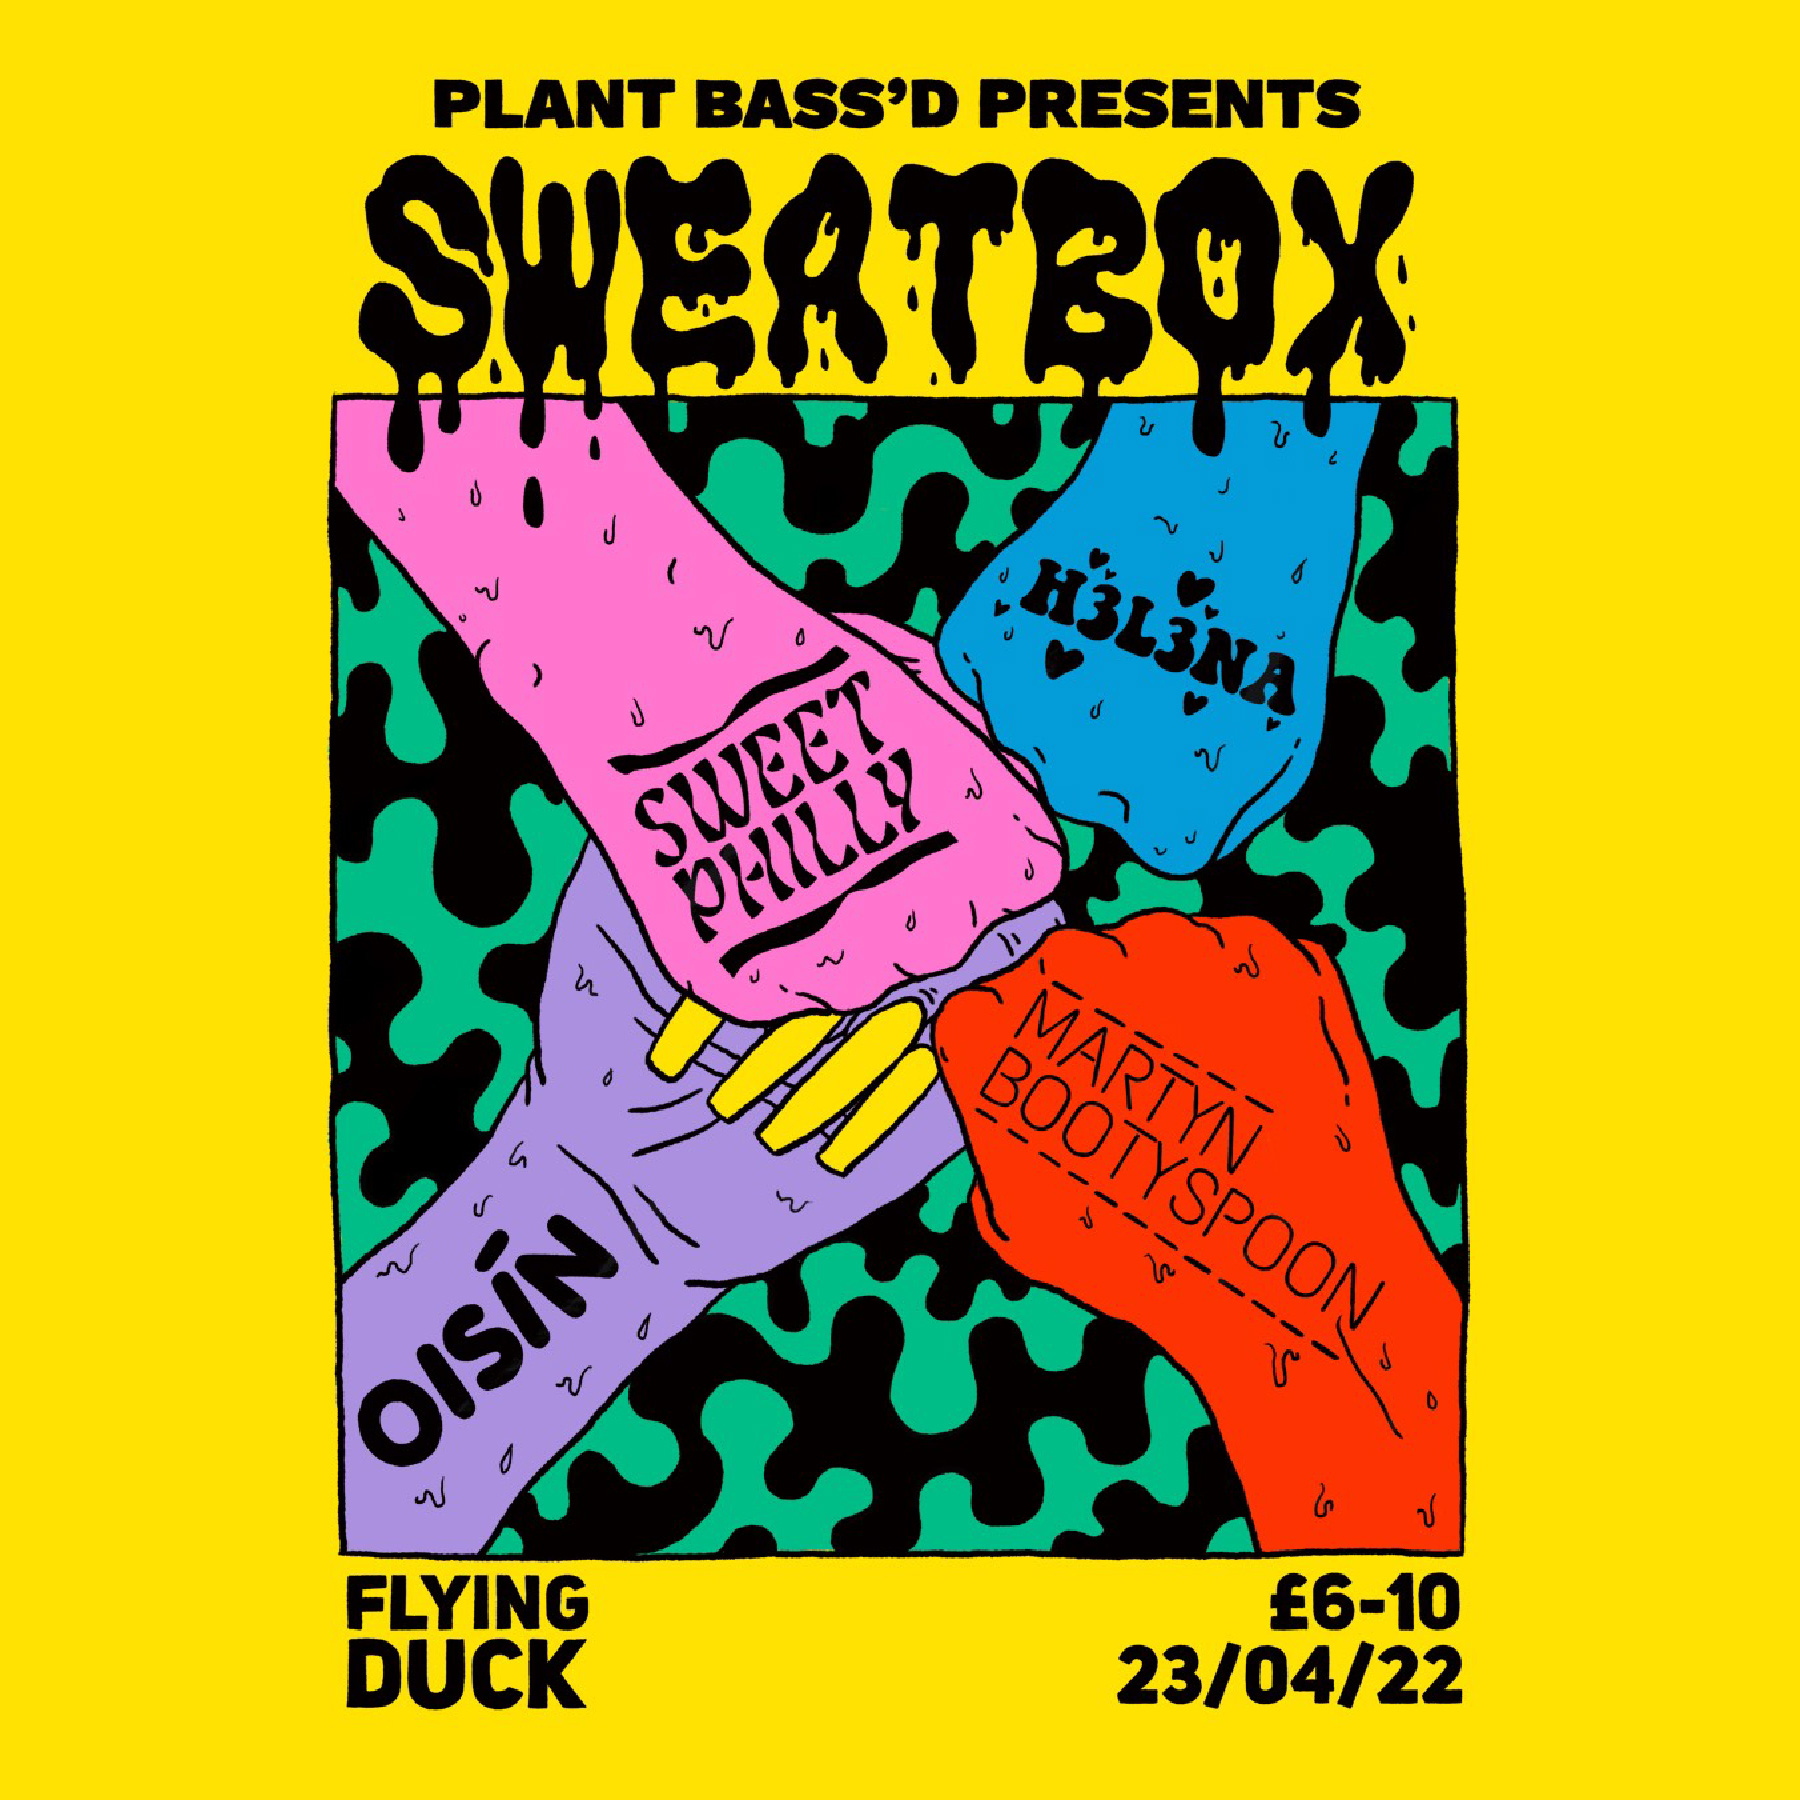 PLANT BASS'D PRESENTS
SWEATBOX
H3L3NA
SWEET
PHILLY
MARTYN
BOOTYSPOON
OISÍN
FLYING
DUCK
£6-10
23/04/22